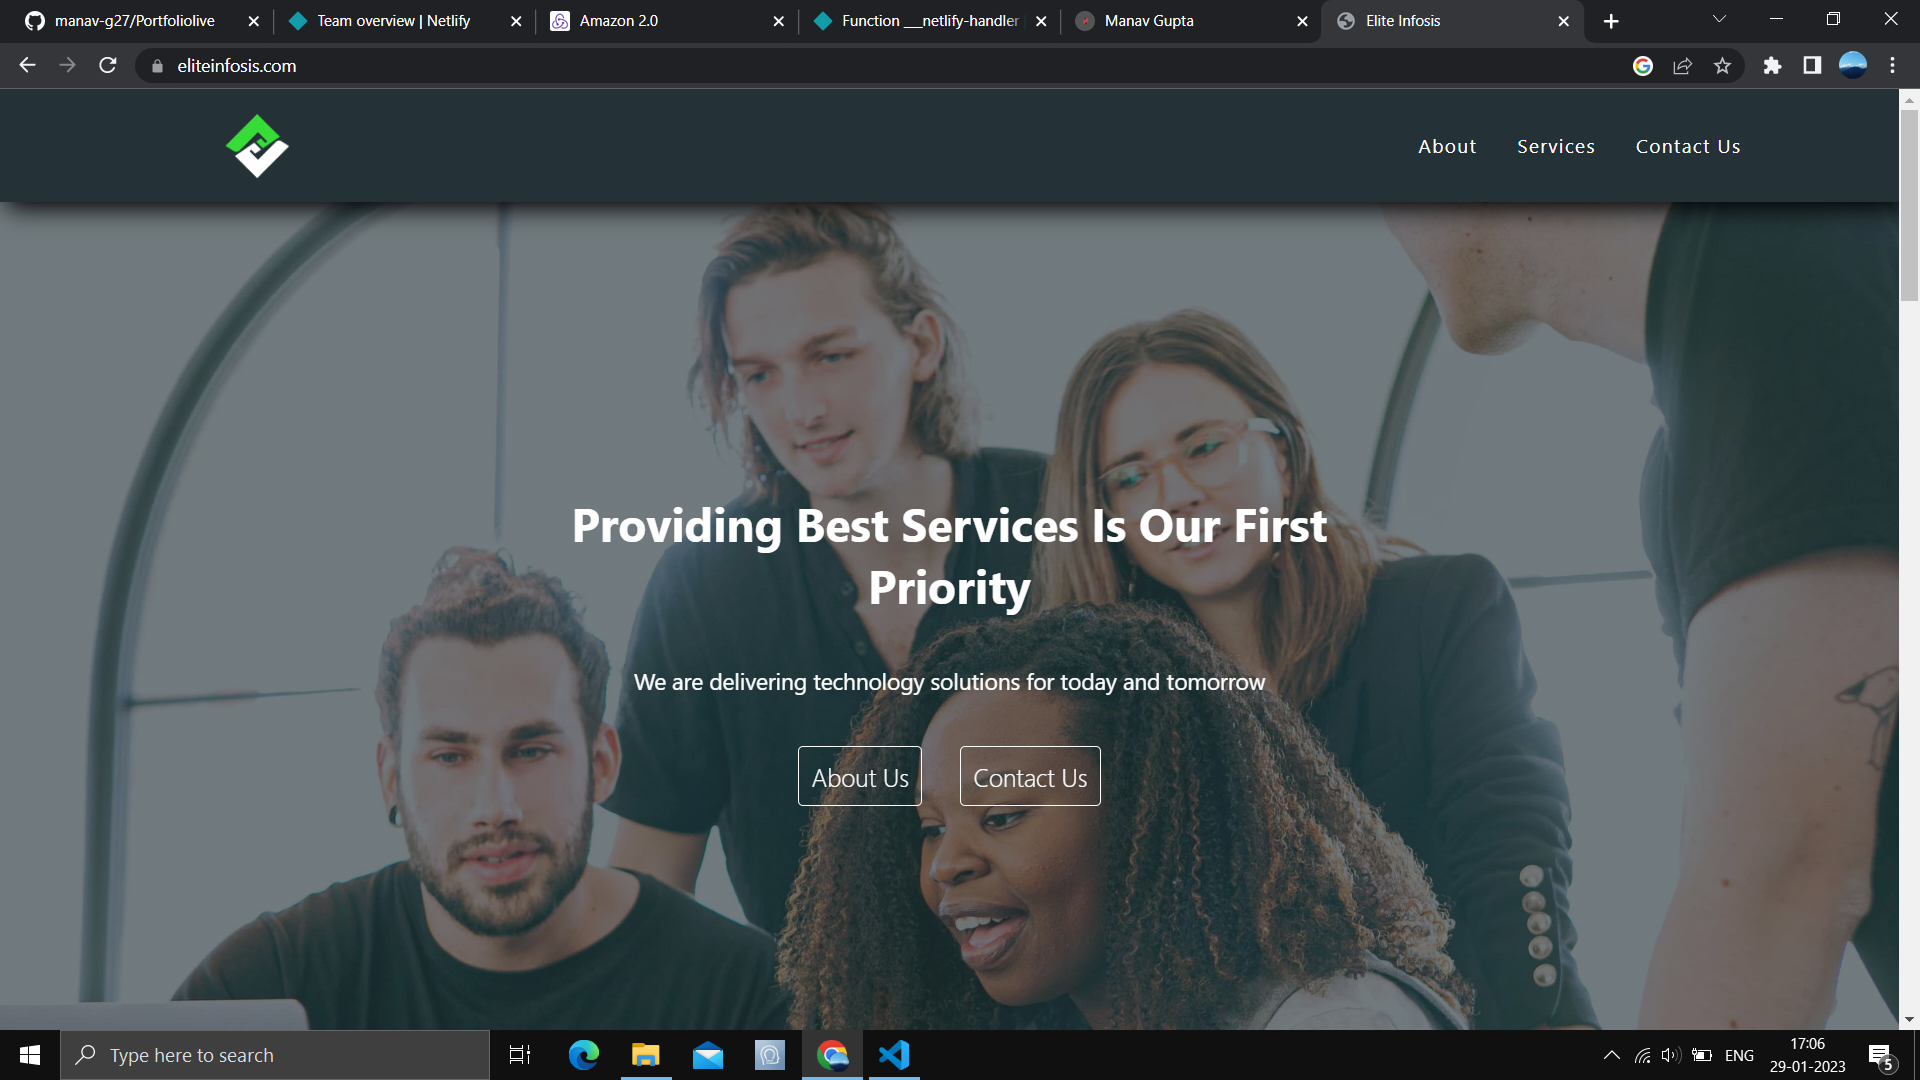 manav-g27/Portfoliolive
Team overview | Netlify
Amazon 2.0
Function ___netlify-handler
Manav Gupta
Elite Infosis
eliteinfosis.com
About
Services
Contact Us
Providing Best Services Is Our First
Priority
We are delivering technology solutions for today and tomorrow
About Us
Contact Us
Type here to search
ENG
17:06
29-01-2023
5